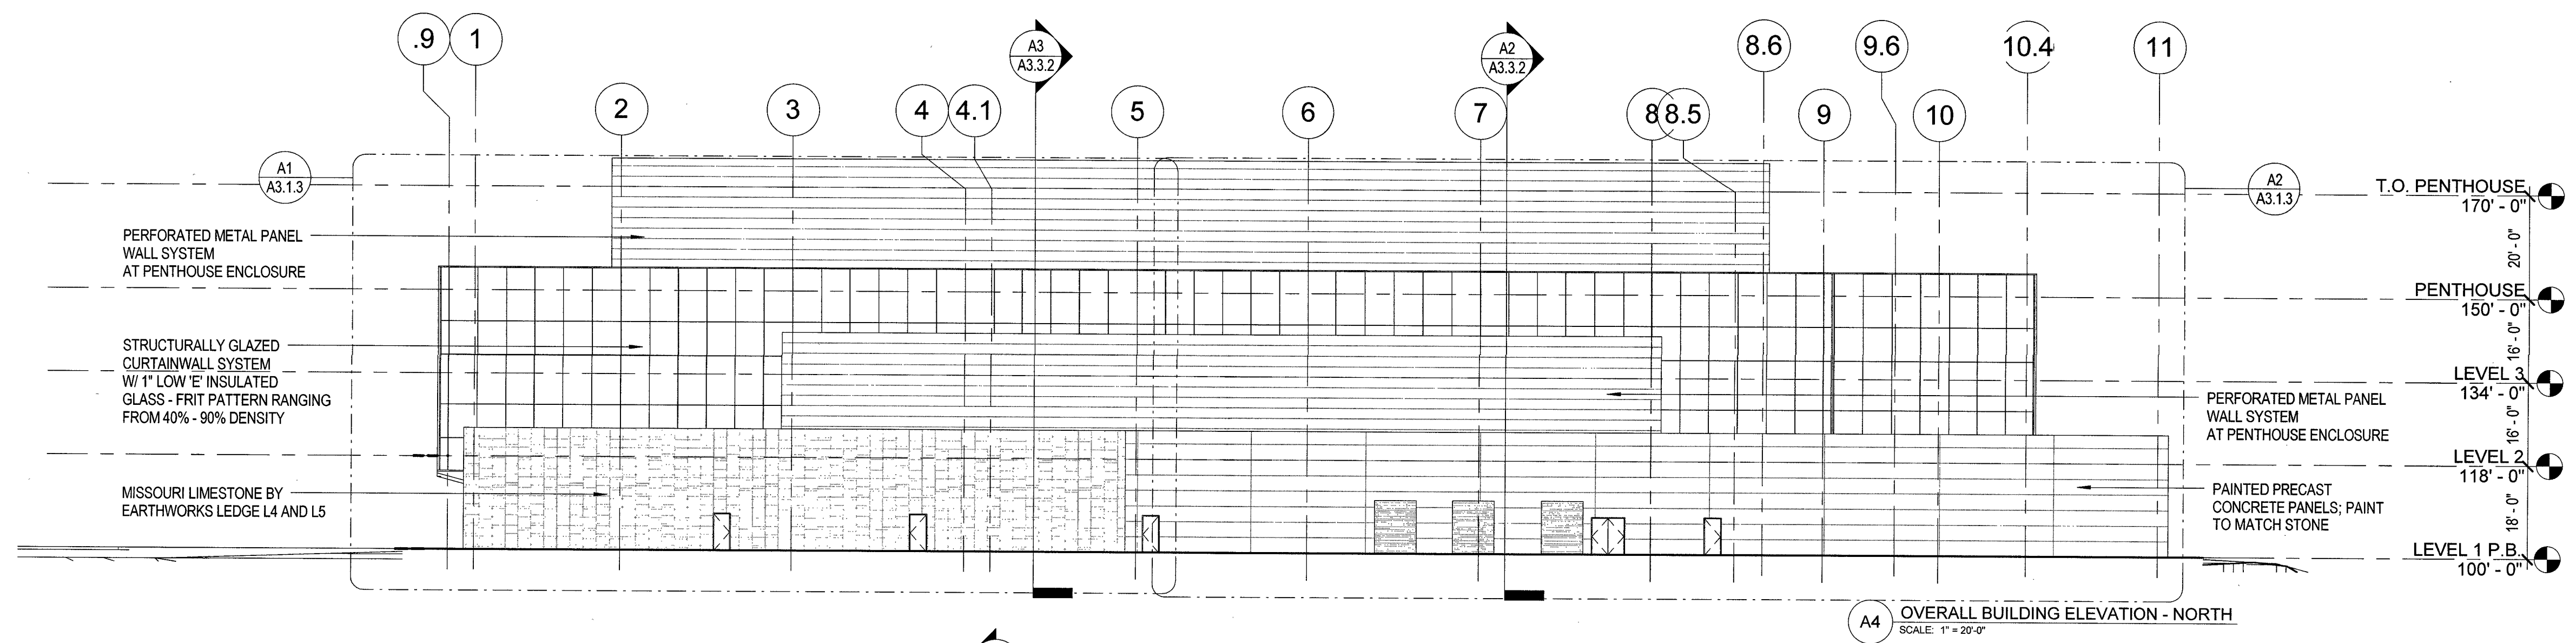 .9
1
2
3
4
4.1
A3
A3.3.2
5
6
7
A2
A3.3.2
8
8.5
8.6
9
9.6
10
10.4
11
A1
A3.1.3
A2
A3.1.3
PERFORATED METAL PANEL
WALL SYSTEM
AT PENTHOUSE ENCLOSURE
STRUCTURALLY GLAZED
CURTAINWALL SYSTEM
W/ 1" LOW 'E' INSULATED
GLASS - FRIT PATTERN RANGING
FROM 40% - 90% DENSITY
MISSOURI LIMESTONE BY
EARTHWORKS LEDGE L4 AND L5
T.O. PENTHOUSE
170' - 0"
20' - 0"
PENTHOUSE
150' - 0"
16' - 0"
LEVEL 3
134' - 0"
PERFORATED METAL PANEL
WALL SYSTEM
AT PENTHOUSE ENCLOSURE
16' - 0"
LEVEL 2
118' - 0"
PAINTED PRECAST
CONCRETE PANELS; PAINT
TO MATCH STONE
18' - 0"
LEVEL 1 P.B.
100' - 0"
A4
OVERALL BUILDING ELEVATION - NORTH
SCALE: 1" = 20'-0"